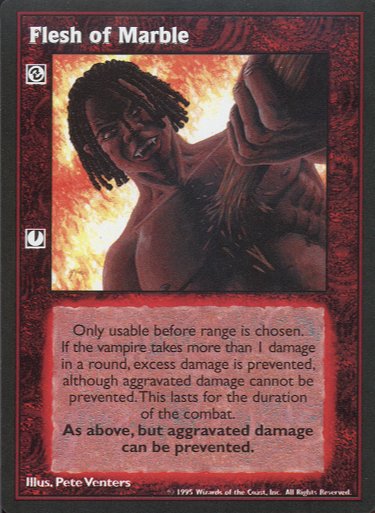 Flesh of Marble
Only usable before range is chosen.
If the vampire takes more than 1 damage
in a round, excess damage is prevented,
although aggravated damage cannot be
prevented. This lasts for the duration
of the combat.
As above, but aggravated damage
can be prevented.
Illus. Pete Venters
© 1995 Wizards of the Coast, Inc. All Rights Reserved.